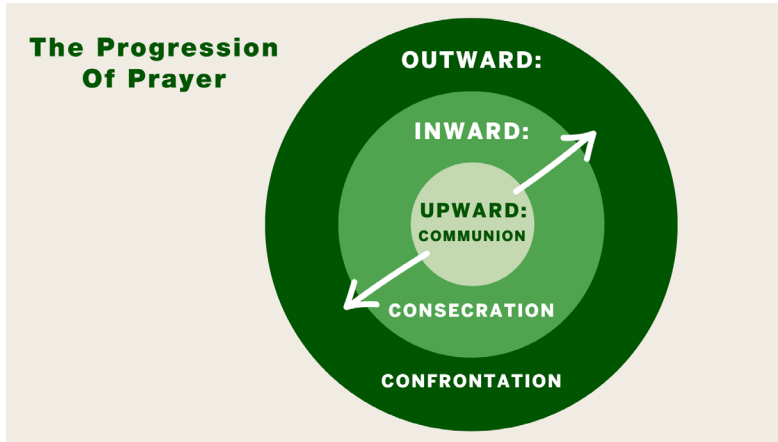 The Progression
Of Prayer
OUTWARD:
INWARD:
UPWARD:
COMMUNION
CONSECRATION
CONFRONTATION